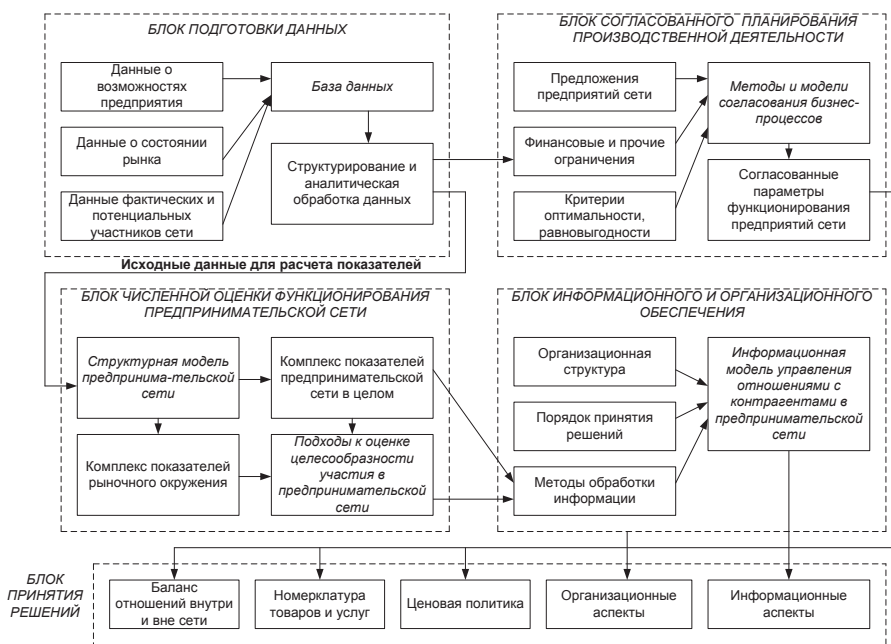 БЛОК ПОДГОТОВКИ ДАННЫХ
Данные о
возможностях
предприятия
База данных
Данные о состоянии
рынка
Структурирование и
аналитическая
обработка данных
Данные фактических и
потенциальных
участников сети
БЛОК СОГЛАСОВАННОГО ПЛАНИРОВАНИЯ
ПРОИЗВОДСТВЕННОЙ ДЕЯТЕЛЬНОСТИ
Предложения
предприятий сети
Методы и модели
согласования бизнес-
процессов
Финансовые и прочие
ограничения
Согласованные
параметры
функционирования
предприятий сети
Критерии
оптимальности,
равновыгодности
Исходные данные для расчета показателей
БЛОК ЧИСЛЕННОЙ ОЦЕНКИ ФУНКЦИОНИРОВАНИЯ
ПРЕДПРИНИМАТЕЛЬСКОЙ СЕТИ
Структурная модель
предпринима-тельской
сети
Комплекс показателей
предпринимательской
сети в целом
Комплекс показателей
рыночного окружения
Подходы к оценке
целесообразности
участия в
предпринимательской
сети
БЛОК ИНФОРМАЦИОННОГО И ОРГАНИЗАЦИОННОГО
ОБЕСПЕЧЕНИЯ
Организационная
структура
Информационная
модель управления
отношениями с
контрагентами в
предпринимательской
сети
Порядок принятия
решений
Методы обработки
информации
БЛОК
ПРИНЯТИЯ
РЕШЕНИЙ
Баланс
отношений внутри
и вне сети
Номерклатура
товаров и услуг
Ценовая политика
Организационные
аспекты
Информационные
аспекты